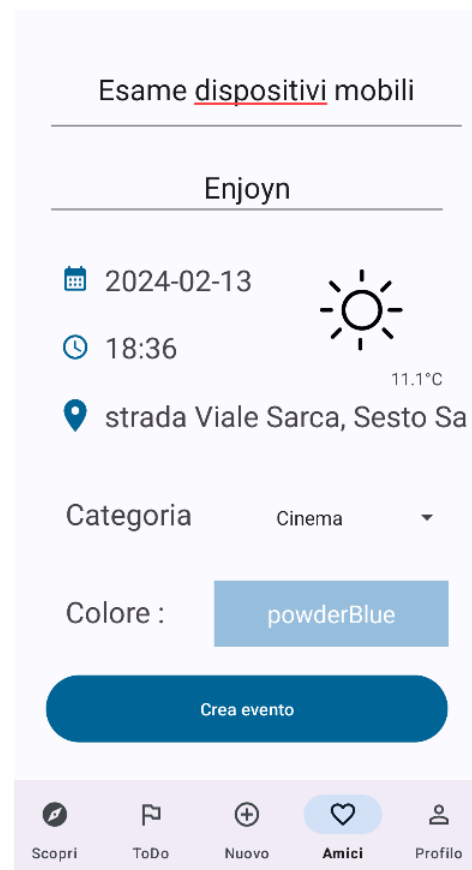 Esame dispositivi mobili
Enjoyn
2024-02-13
18:36
11.1°C
strada Viale Sarca, Sesto Sa
Categoria Cinema
Colore : powderBlue
Crea evento
Scopri ToDo Nuovo Amici Profilo